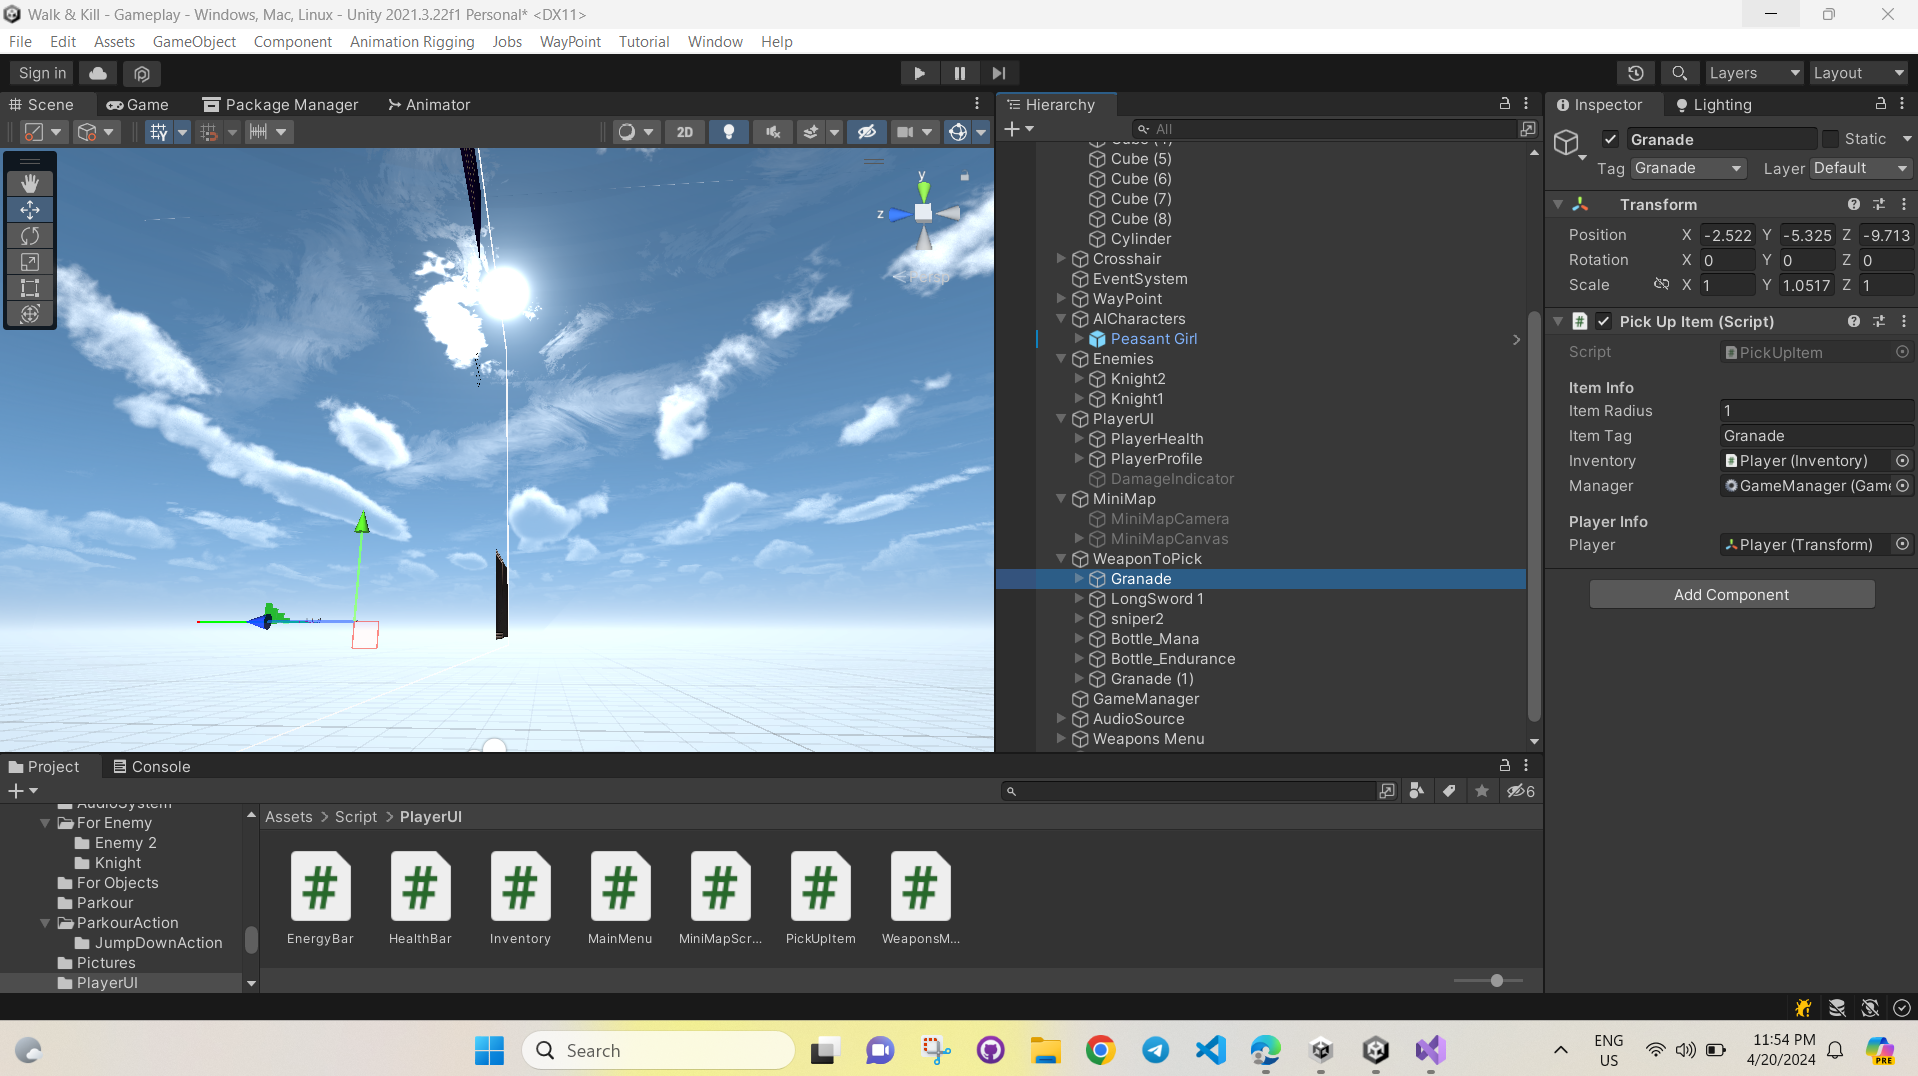 Walk & Kill - Gameplay - Windows, Mac, Linux - Unity 2021.3.22f1 Personal* <DX11>
File Edit Assets GameObject Component Animation Rigging Jobs WayPoint Tutorial Window Help
Sign in
Layers
Layout
Scene
Game
Package Manager
Animator
2D
y
z
Persp
Hierarchy
All
Cube (4)
Cube (5)
Cube (6)
Cube (7)
Cube (8)
Cylinder
Crosshair
EventSystem
WayPoint
AICharacters
Peasant Girl
Enemies
Knight2
Knight1
PlayerUI
PlayerHealth
PlayerProfile
DamageIndicator
MiniMap
MiniMapCamera
MiniMapCanvas
WeaponToPick
Granade
LongSword 1
sniper2
Bottle_Mana
Bottle_Endurance
Granade (1)
GameManager
AudioSource
Weapons Menu
Inspector
Lighting
Granade
Static
Tag Granade Layer Default
Transform
Position X -2.522 Y -5.325 Z -9.713
Rotation X 0 Y 0 Z 0
Scale X 1 Y 1.0517 Z 1
Pick Up Item (Script)
Script PickUpItem
Item Info
Item Radius 1
Item Tag Granade
Inventory Player (Inventory)
Manager GameManager (Game
Player Info
Player Player (Transform)
Add Component
Project
Console
6
AudioSystem
For Enemy
Enemy 2
Knight
For Objects
Parkour
ParkourAction
JumpDownAction
Pictures
PlayerUI
Assets > Script > PlayerUI
EnergyBar
HealthBar
Inventory
MainMenu
MiniMapScr...
PickUpItem
WeaponsM...
Search
ENG
US
11:54 PM
4/20/2024
PRE